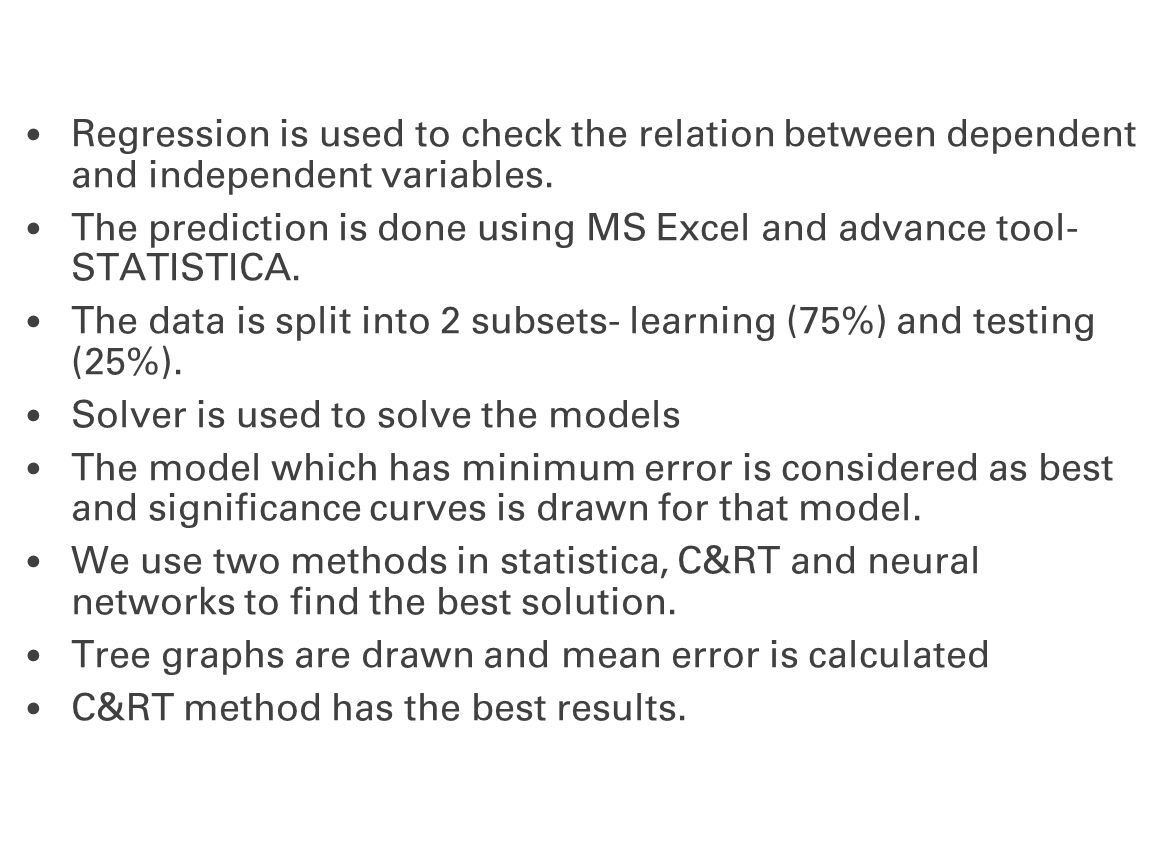 • Regression is used to check the relation between dependent
and independent variables.
• The prediction is done using MS Excel and advance tool-
STATISTICA.
• The data is split into 2 subsets- learning (75%) and testing
(25%).
• Solver is used to solve the models
• The model which has minimum error is considered as best
and significance curves is drawn for that model.
• We use two methods in statistica, C&RT and neural
networks to find the best solution.
• Tree graphs are drawn and mean error is calculated
• C&RT method has the best results.